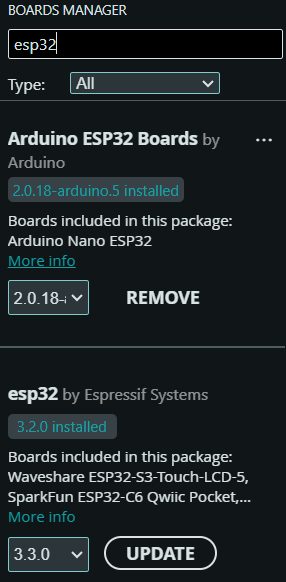 BOARDS MANAGER
esp32
Type: All
Arduino ESP32 Boards by
Arduino
2.0.18-arduino.5 installed
Boards included in this package:
Arduino Nano ESP32
More info
2.0.18-a REMOVE
esp32 by Espressif Systems
3.2.0 installed
Boards included in this package:
Waveshare ESP32-S3-Touch-LCD-5,
SparkFun ESP32-C6 Qwiic Pocket,...
More info
3.3.0 UPDATE